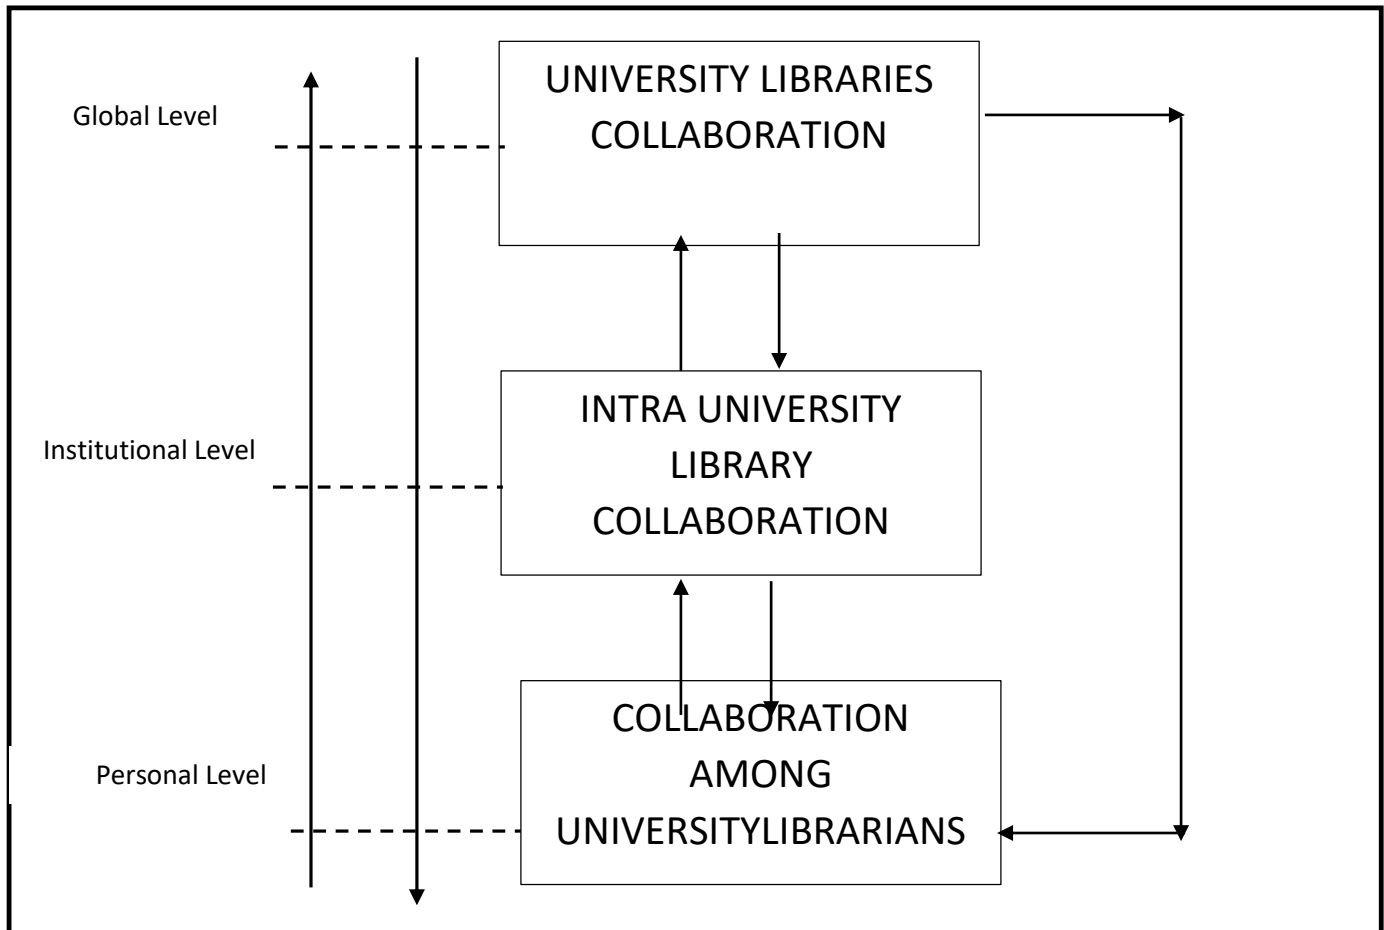 UNIVERSITY LIBRARIES
COLLABORATION
Global Level
INTRA UNIVERSITY
LIBRARY
COLLABORATION
Institutional Level
COLLABORATION
AMONG
UNIVERSITYLIBRARIANS
Personal Level